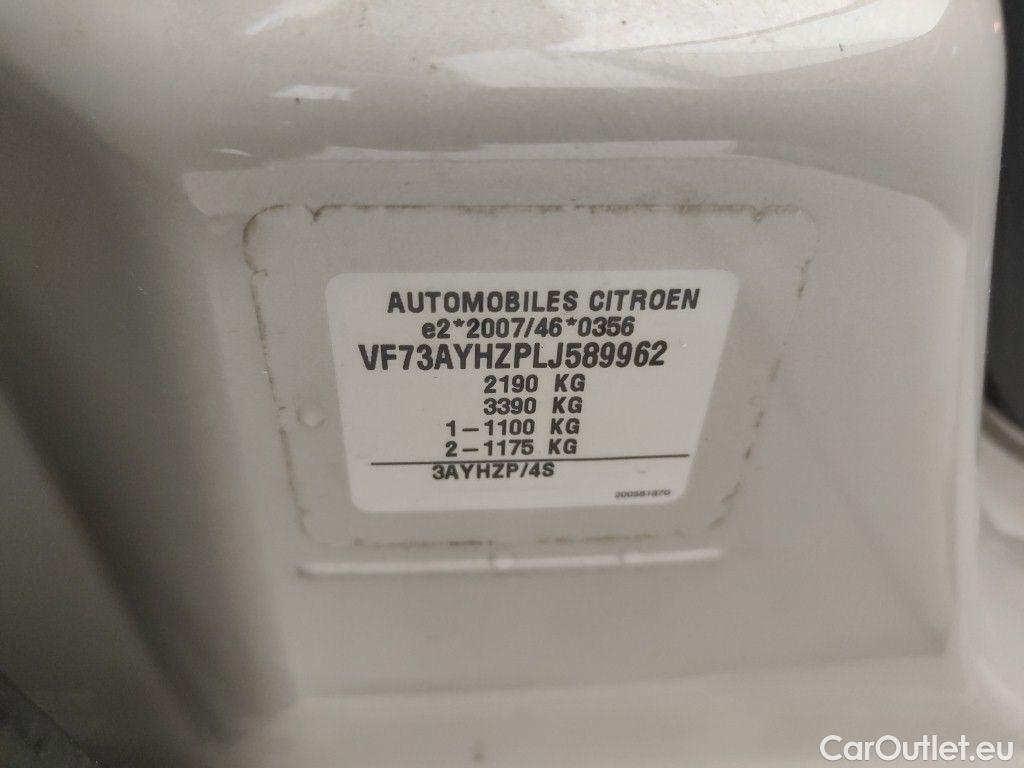 AUTOMOBILES CITROEN
e2*2007/46*0356
VF73AYHZPLJ589962
2190 KG
3390 KG
1-1100 KG
2-1175 KG
3AYHZP/4S
CarOutlet.eu